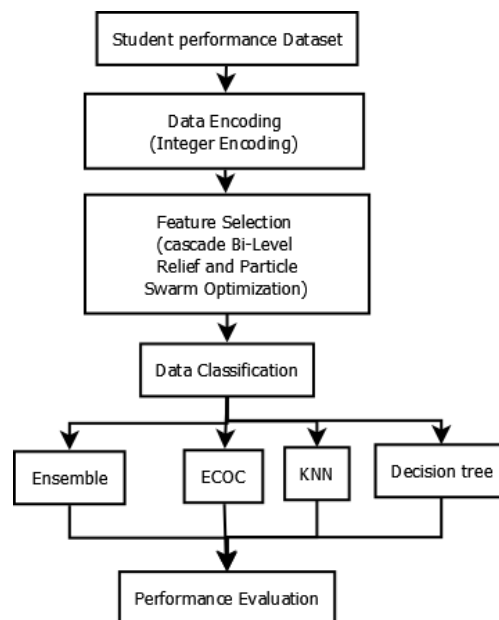 Student performance Dataset
Data Encoding
(Integer Encoding)
Feature Selection
(cascade Bi-Level
Relief and Particle
Swarm Optimization)
Data Classification
Ensemble
ECOC
KNN
Decision tree
Performance Evaluation